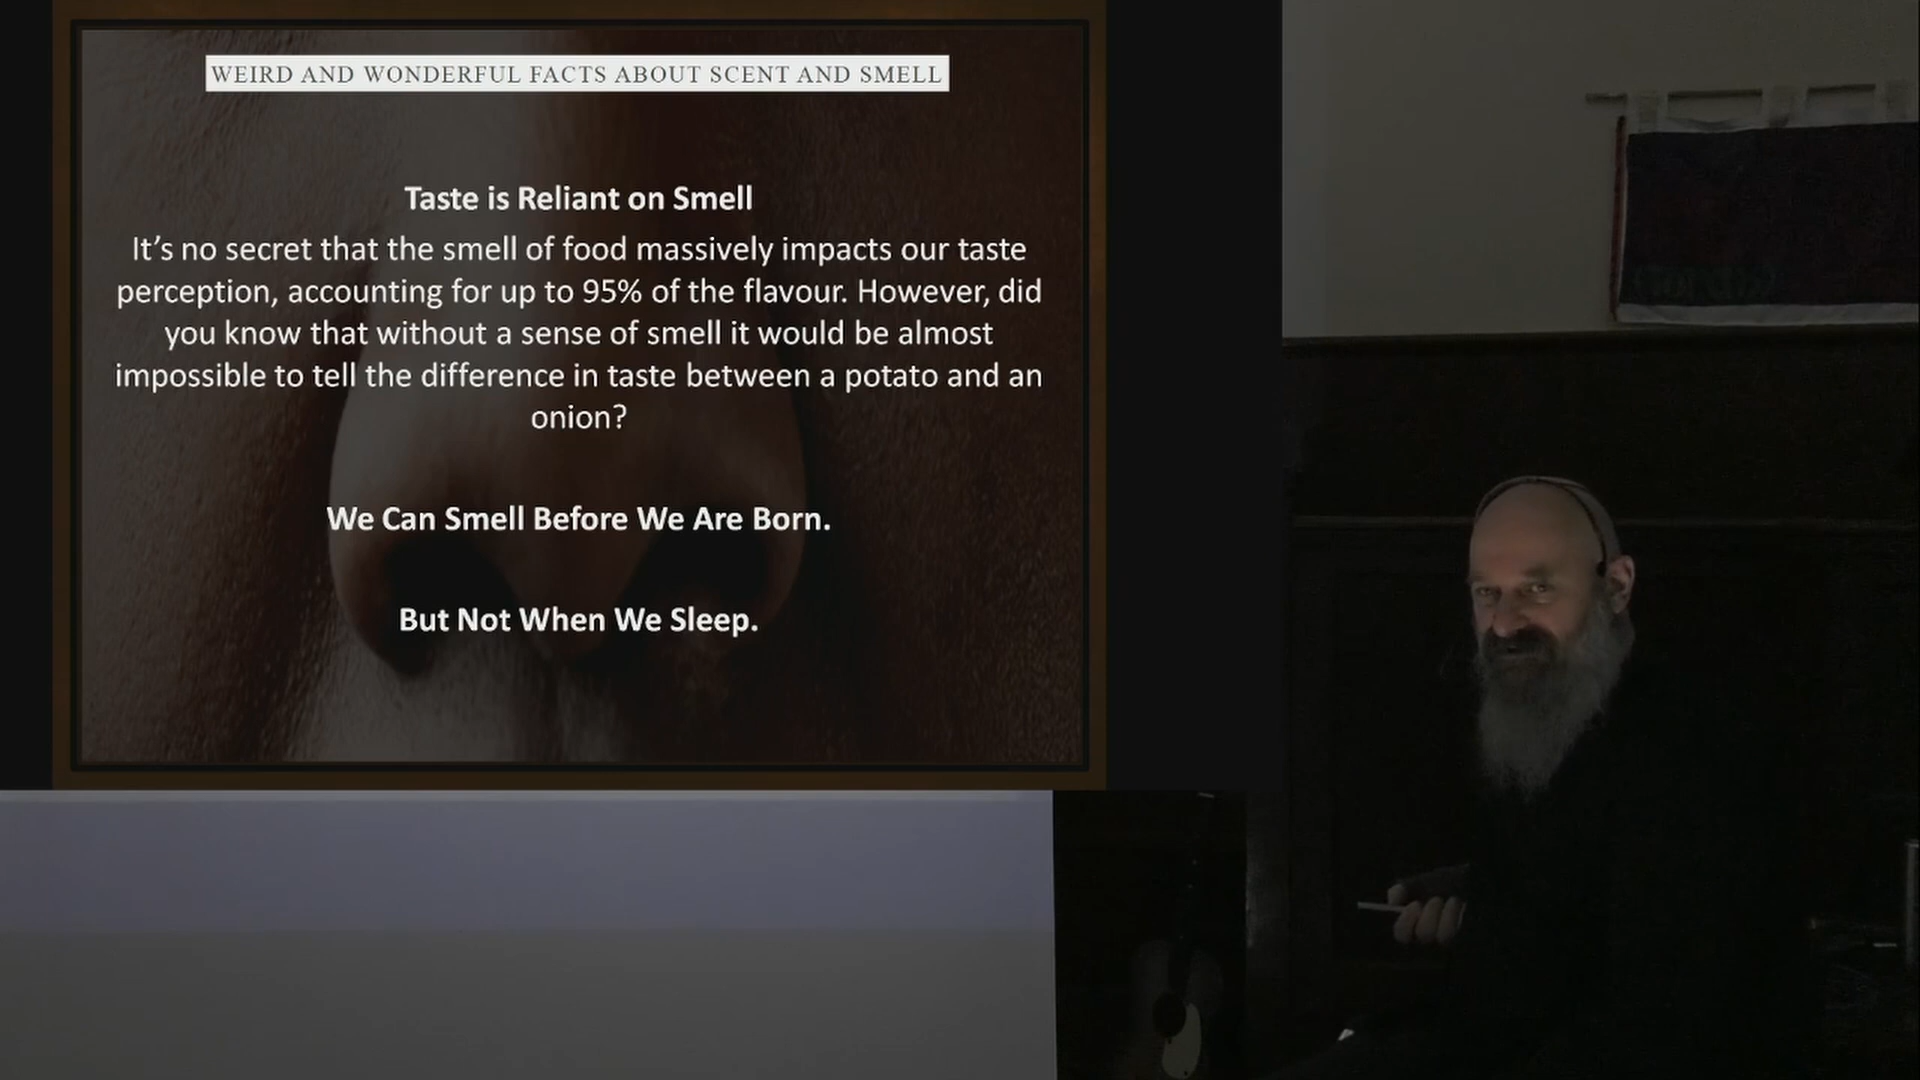 WEIRD AND WONDERFUL FACTS ABOUT SCENT AND SMELL
Taste is Reliant on Smell
It’s no secret that the smell of food massively impacts our taste
perception, accounting for up to 95% of the flavour. However, did
you know that without a sense of smell it would be almost
impossible to tell the difference in taste between a potato and an
onion?
We Can Smell Before We Are Born.
But Not When We Sleep.